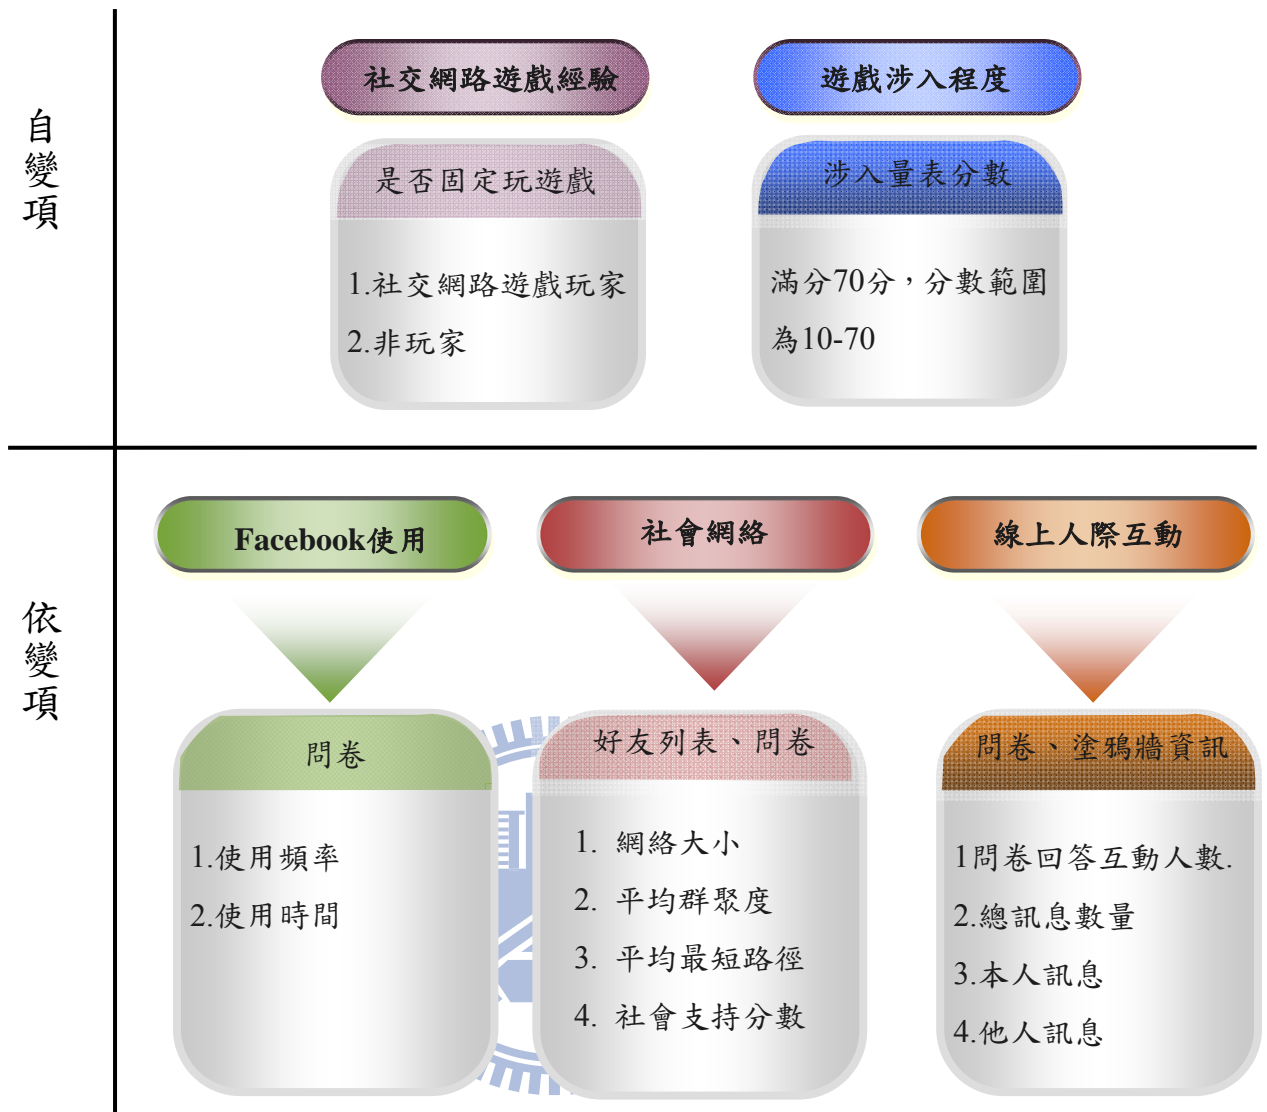 自變項
社交網路遊戲經驗
遊戲涉入程度
是否固定玩遊戲
涉入量表分數
1.社交網路遊戲玩家
2.非玩家
滿分70分，分數範圍
為10-70
依變項
Facebook使用
社會網絡
線上人際互動
問卷
好友列表、問卷
問卷、塗鴉牆資訊
1.使用頻率
2.使用時間
1. 網絡大小
2. 平均群聚度
3. 平均最短路徑
4. 社會支持分數
1問卷回答互動人數.
2.總訊息數量
3.本人訊息
4.他人訊息